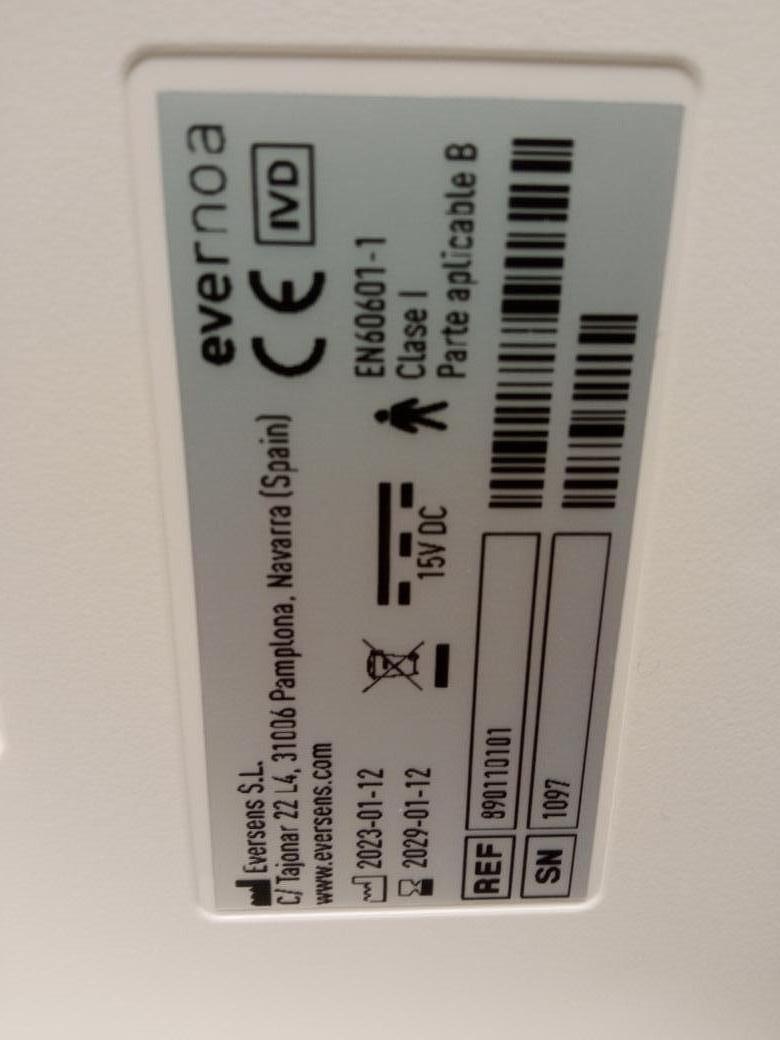 evernoa
Eversens S.L.
C/ Tajonar 22 L4, 31006 Pamplona, Navarra (Spain)
www.eversens.com
CE IVD
2023-01-12
2029-01-12
15V DC
EN60601-1
Clase I
Parte aplicable B
REF 890110101
SN 1097